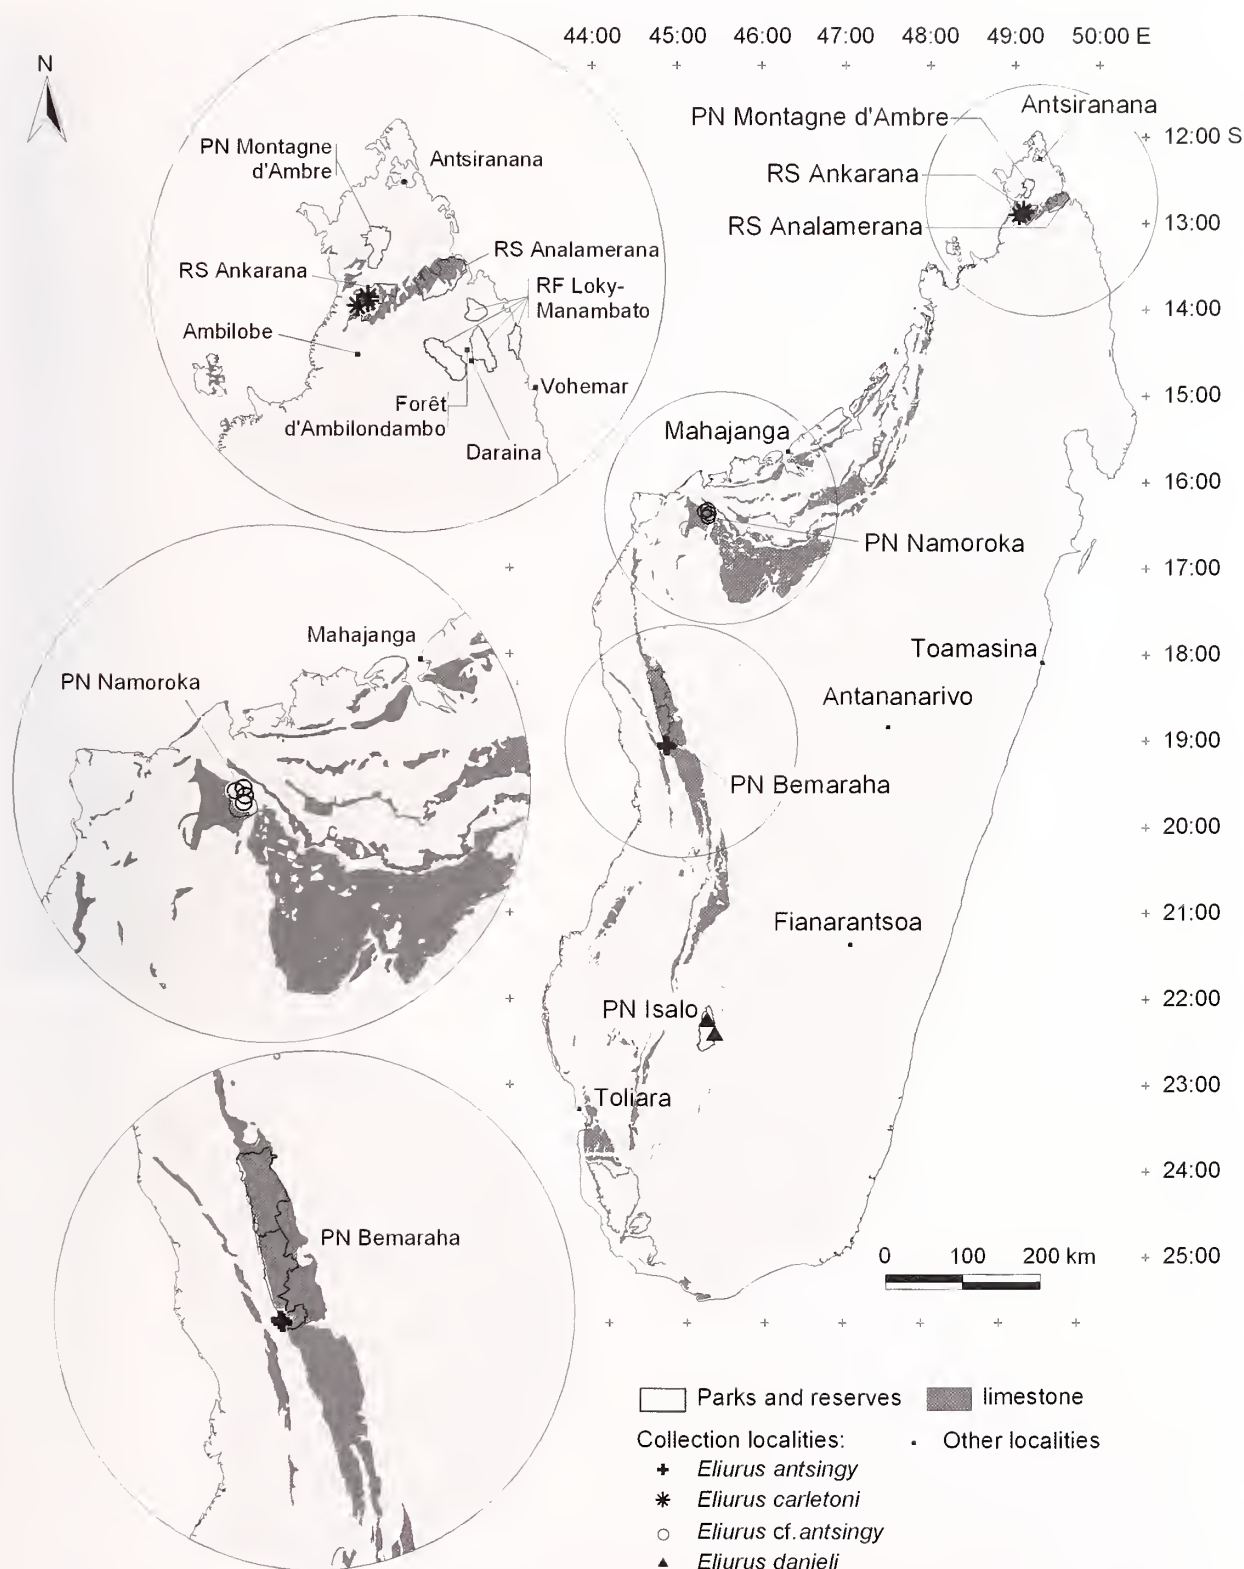 44:00 45:00 46:00 47:00 48:00 49:00 50:00 E
N
PN Montagne
d'Ambre
Antsiranana
RS Analamerana
RS Ankarana
RF Loky-
Manambato
Ambilobe
Vohemar
Forêt
d'Ambilondambo
Daraina
Antsiranana
PN Montagne d'Ambre
12:00 S
RS Ankarana
RS Analamerana
13:00
14:00
15:00
Mahajanga
16:00
PN Namoroka
17:00
Toamasina
18:00
Antananarivo
19:00
PN Bemaraha
20:00
Fianarantsoa
21:00
PN Isalo
22:00
Toliara
23:00
24:00
25:00
Mahajanga
PN Namoroka
PN Bemaraha
0 100 200 km
Parks and reserves limestone
Collection localities: Other localities
Eliurus antsingy
Eliurus carletoni
Eliurus cf. antsingy
Eliurus danieli